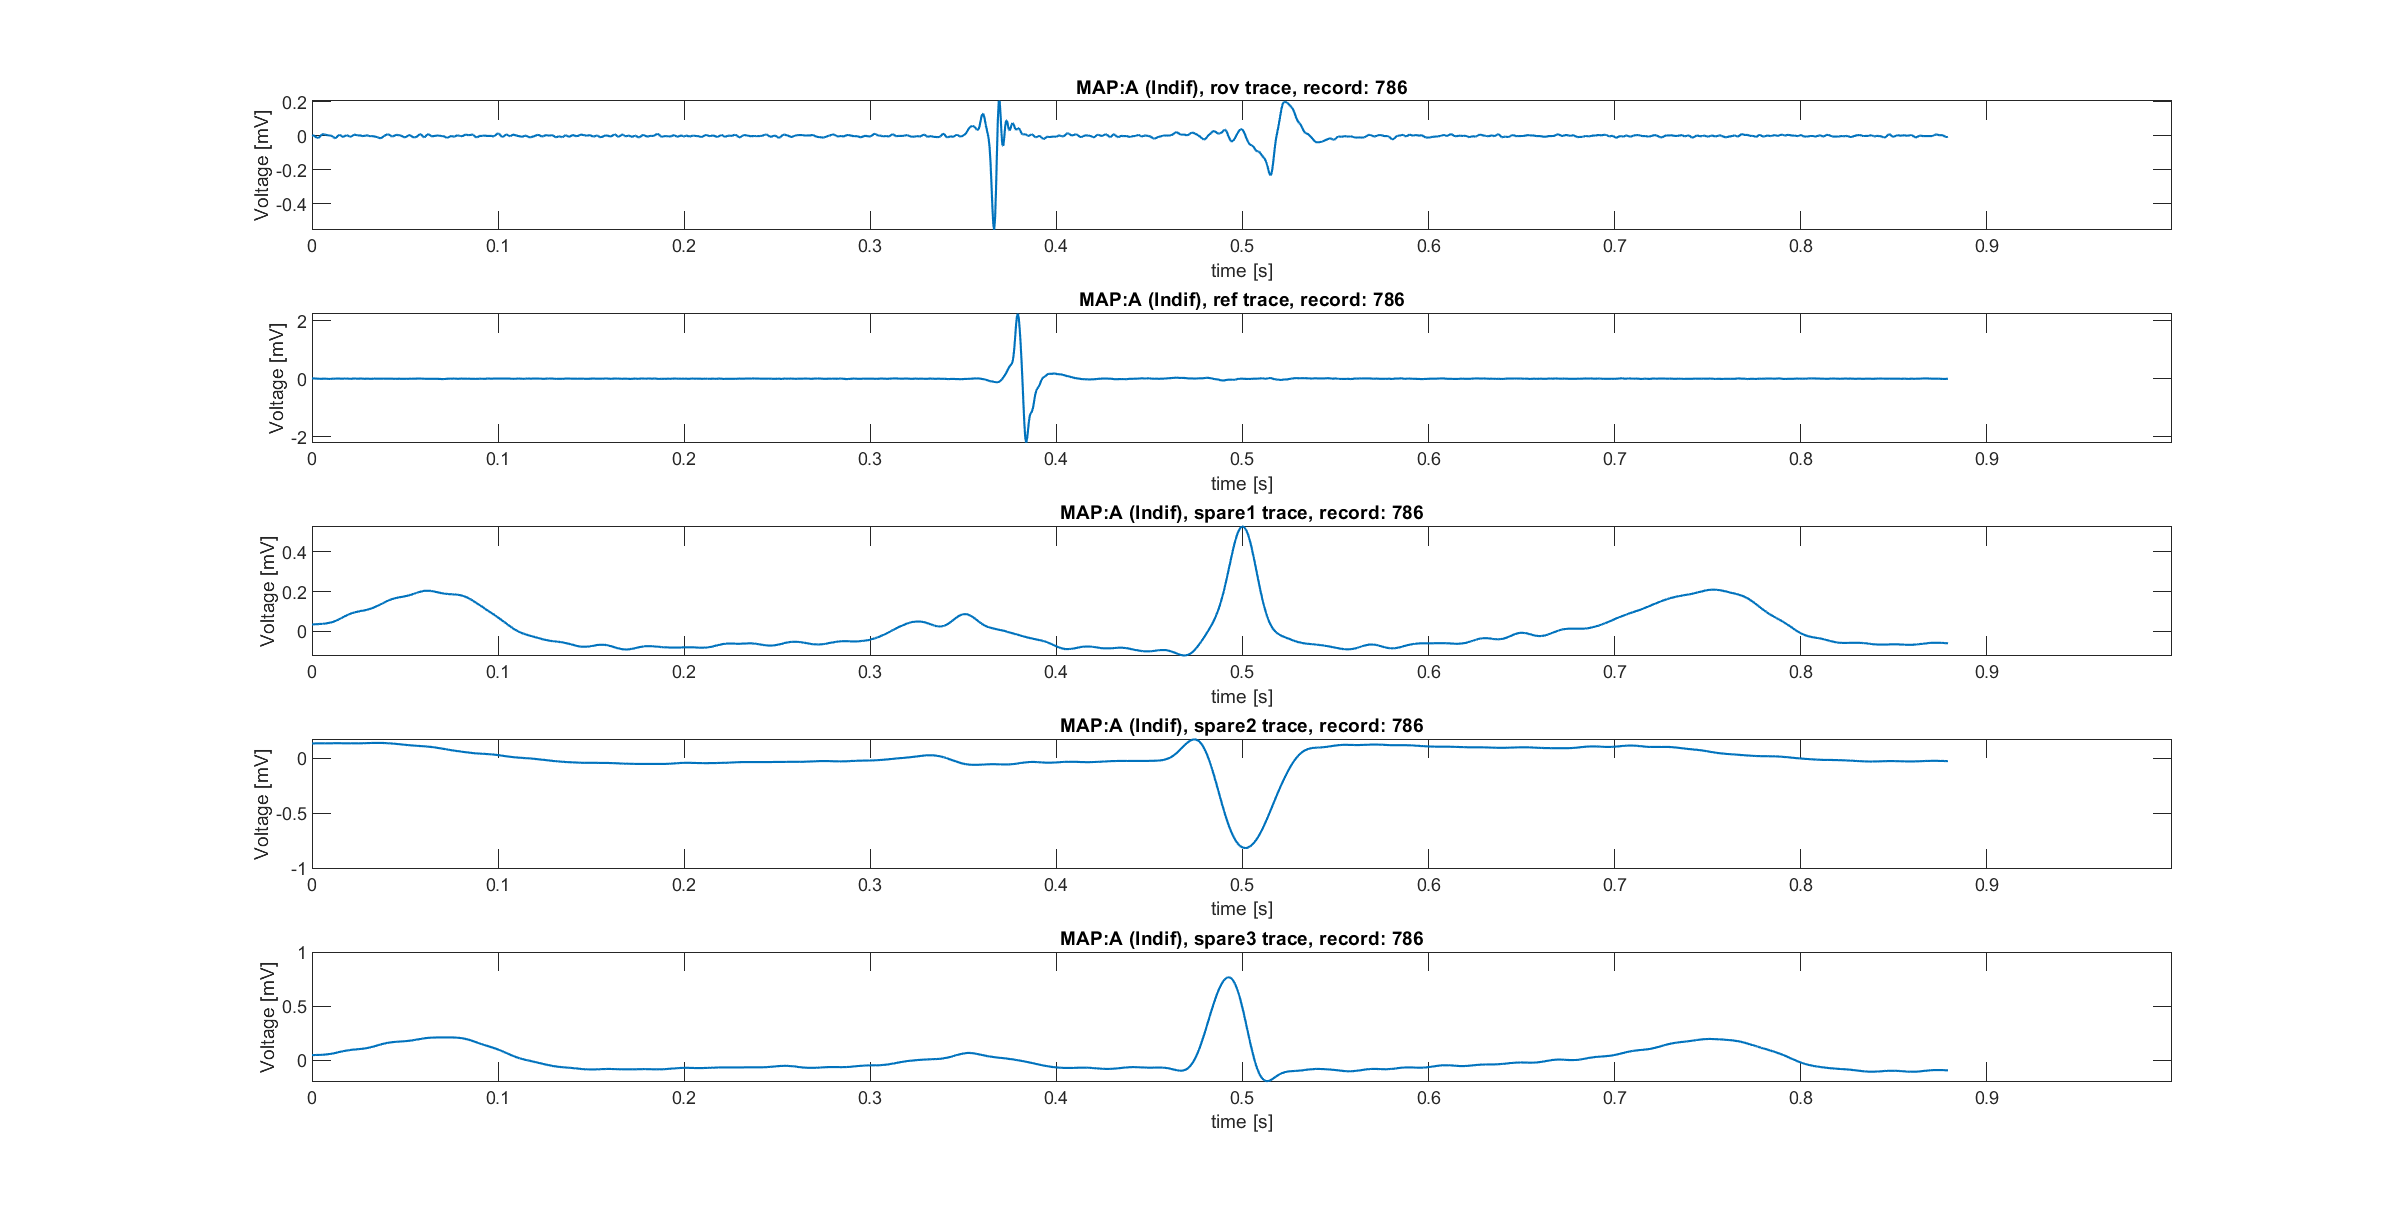 MAP:A (Indif), rov trace, record: 786
Voltage [mV]
0.2
0
-0.2
-0.4
0 0.1 0.2 0.3 0.4 0.5 0.6 0.7 0.8 0.9
time [s]
MAP:A (Indif), ref trace, record: 786
Voltage [mV]
2
0
-2
0 0.1 0.2 0.3 0.4 0.5 0.6 0.7 0.8 0.9
time [s]
MAP:A (Indif), spare1 trace, record: 786
Voltage [mV]
0.4
0.2
0
0 0.1 0.2 0.3 0.4 0.5 0.6 0.7 0.8 0.9
time [s]
MAP:A (Indif), spare2 trace, record: 786
Voltage [mV]
0
-0.5
-1
0 0.1 0.2 0.3 0.4 0.5 0.6 0.7 0.8 0.9
time [s]
MAP:A (Indif), spare3 trace, record: 786
Voltage [mV]
1
0.5
0
0 0.1 0.2 0.3 0.4 0.5 0.6 0.7 0.8 0.9
time [s]